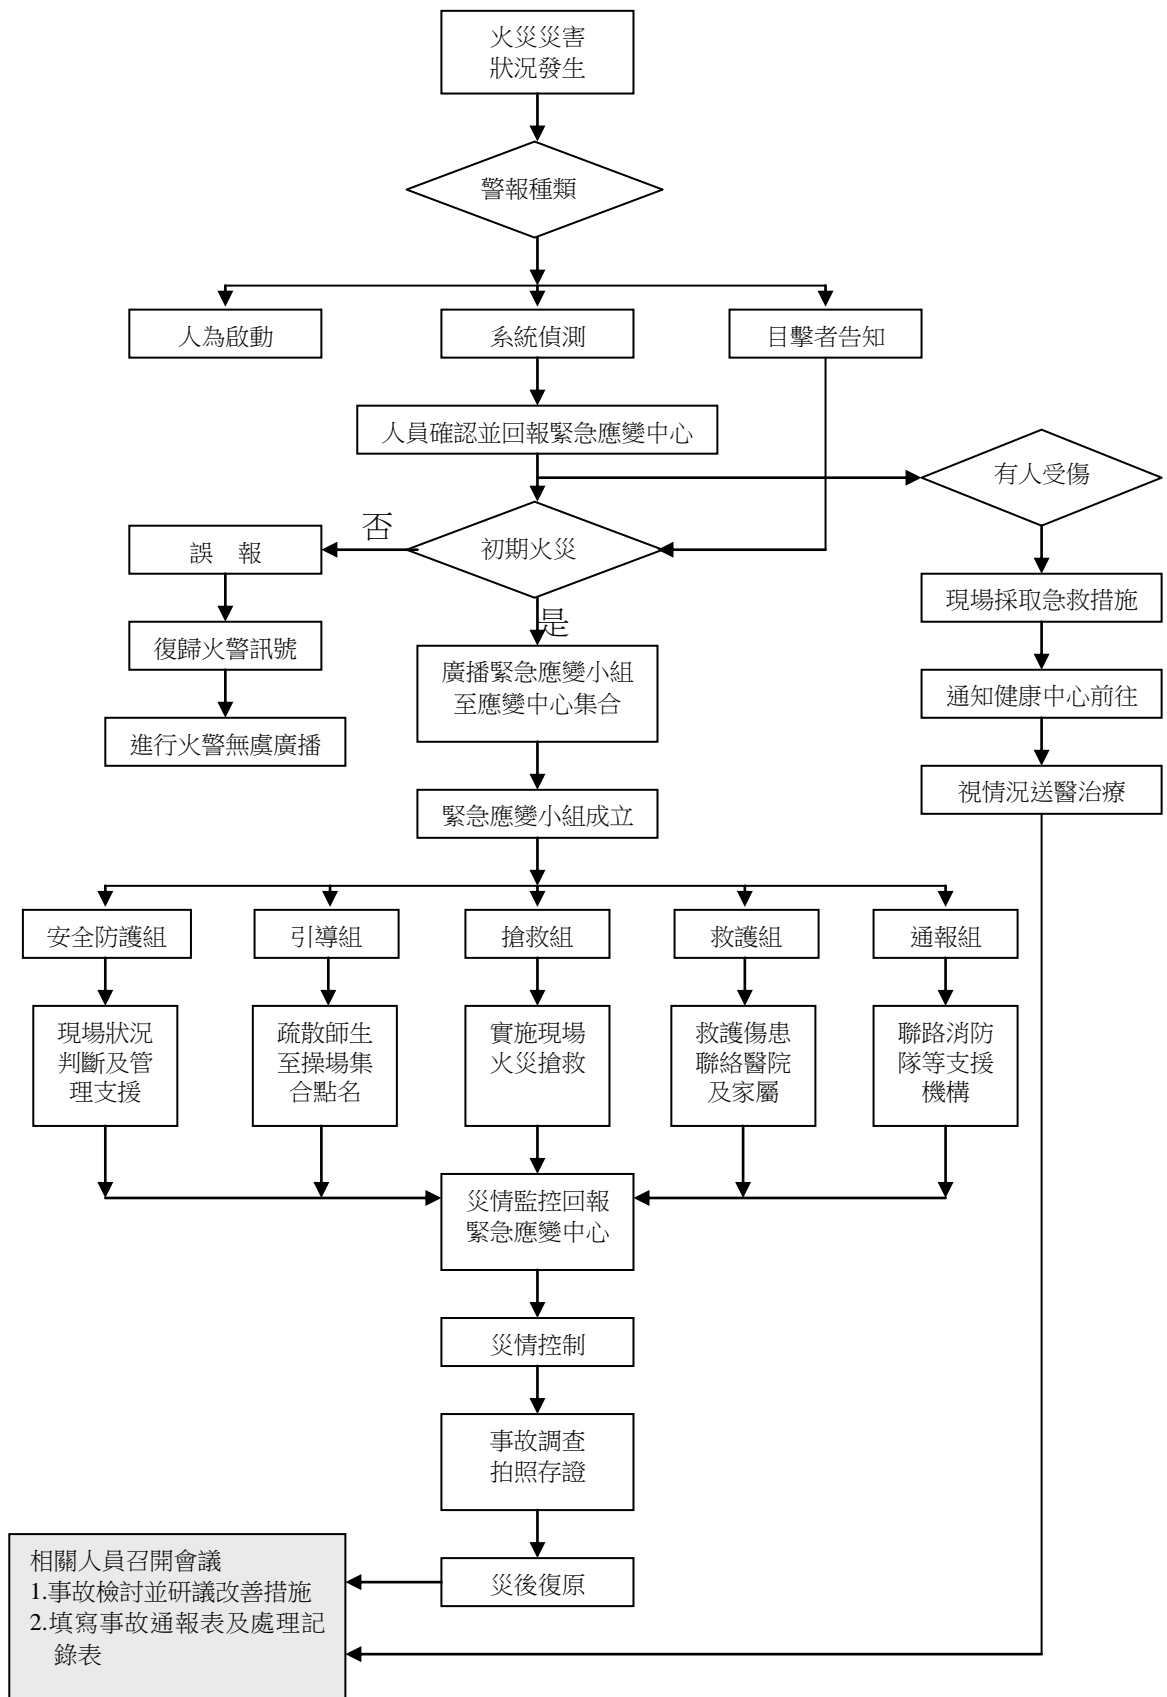 火災災害
狀況發生
警報種類
人為啟動
系統偵測
目擊者告知
人員確認並回報緊急應變中心
有人受傷
否
誤　報
初期火災
現場採取急救措施
是
復歸火警訊號
廣播緊急應變小組
至應變中心集合
通知健康中心前往
進行火警無虞廣播
視情況送醫治療
緊急應變小組成立
安全防護組
引導組
搶救組
救護組
通報組
現場狀況
判斷及管
理支援
疏散師生
至操場集
合點名
實施現場
火災搶救
救護傷患
聯絡醫院
及家屬
聯路消防
隊等支援
機構
災情監控回報
緊急應變中心
災情控制
事故調查
拍照存證
災後復原
相關人員召開會議
1.事故檢討並研議改善措施
2.填寫事故通報表及處理記
錄表